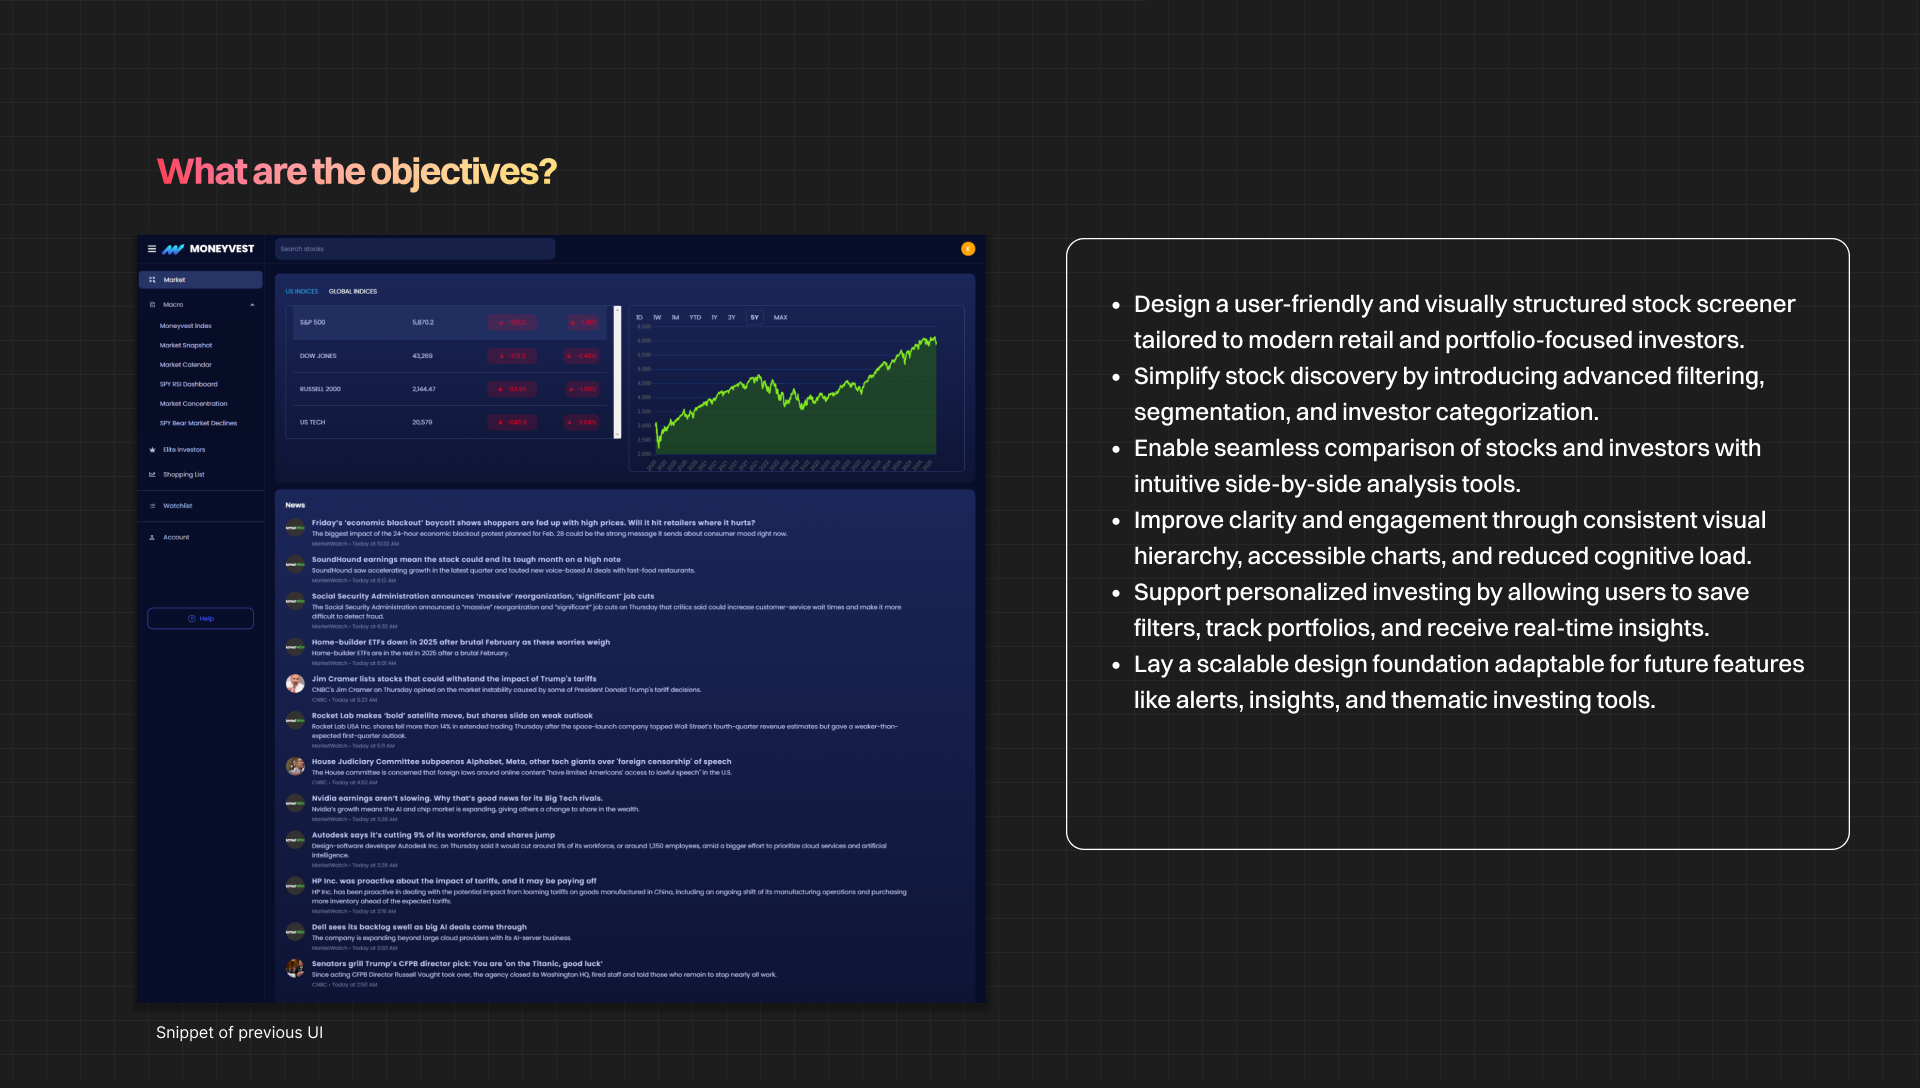 What are the objectives?
MONEYVEST
Search stocks
K
Market
Macro
Moneyvest Index
Market Snapshot
Market Calendar
SPY RSI Dashboard
Market Concentration
SPY Bear Market Declines
Elite Investors
Shopping List
Watchlist
Account
Help
US INDICES GLOBAL INDICES
S&P 500 5,870.2
DOW JONES 43,269
RUSSELL 2000 2,144.47
US TECH 20,579
1D 1W 1M YTD 1Y 3Y 5Y MAX
6,500
6,000
5,500
5,000
4,500
4,000
3,500
3,000
2,500
2,000
News
Friday's 'economic blackout' boycott shows shoppers are fed up with high prices. Will it hit retailers where it hurts?
The biggest impact of the 24-hour economic blackout protest planned for Feb. 28 could be the strong message it sends about consumer mood right now.
MarketWatch • Today at 10:33 AM
SoundHound earnings mean the stock could end its tough month on a high note
SoundHound saw accelerating growth in the latest quarter and touted new voice-based AI deals with fast-food restaurants.
MarketWatch • Today at 8:12 AM
Social Security Administration announces 'massive' reorganization, 'significant' job cuts
The Social Security Administration announced a "massive" reorganization and "significant" job cuts on Thursday that critics said could increase customer-service wait times and make it more
difficult to detect fraud.
MarketWatch • Today at 6:32 AM
Home-builder ETFs down in 2025 after brutal February as these worries weigh
Home-builder ETFs are in the red in 2025 after a brutal February.
MarketWatch • Today at 6:01 AM
Jim Cramer lists stocks that could withstand the impact of Trump's tariffs
CNBC's Jim Cramer on Thursday opined on the market instability caused by some of President Donald Trump's tariff decisions.
CNBC • Today at 5:23 AM
Rocket Lab makes 'bold' satellite move, but shares slide on weak outlook
Rocket Lab USA Inc. shares fell more than 14% in extended trading Thursday after the space-launch company topped Wall Street's fourth-quarter revenue estimates but gave a weaker-than-
expected first-quarter outlook.
MarketWatch • Today at 5:11 AM
House Judiciary Committee subpoenas Alphabet, Meta, other tech giants over 'foreign censorship' of speech
The House committee is concerned that foreign laws around online content "have limited Americans' access to lawful speech" in the U.S.
CNBC • Today at 4:52 AM
Nvidia earnings aren't slowing. Why that's good news for its Big Tech rivals.
Nvidia's growth means the AI and chip market is expanding, giving others a change to share in the wealth.
MarketWatch • Today at 3:35 AM
Autodesk says it's cutting 9% of its workforce, and shares jump
Design-software developer Autodesk Inc. on Thursday said it would cut around 9% of its workforce, or around 1,350 employees, amid a bigger effort to prioritize cloud services and artificial
intelligence.
MarketWatch • Today at 3:26 AM
HP Inc. was proactive about the impact of tariffs, and it may be paying off
HP Inc. has been proactive in dealing with the potential impact from looming tariffs on goods manufactured in China, including an ongoing shift of its manufacturing operations and purchasing
more inventory ahead of the expected tariffs.
MarketWatch • Today at 3:16 AM
Dell sees its backlog swell as big AI deals come through
The company is expanding beyond large cloud providers with its AI-server business.
MarketWatch • Today at 3:03 AM
Senators grill Trump's CFPB director pick: You are 'on the Titanic, good luck'
Since acting CFPB Director Russell Vought took over, the agency closed its Washington HQ, fired staff and told those who remain to stop nearly all work.
CNBC • Today at 2:50 AM
Snippet of previous UI
• Design a user-friendly and visually structured stock screener
tailored to modern retail and portfolio-focused investors.
• Simplify stock discovery by introducing advanced filtering,
segmentation, and investor categorization.
• Enable seamless comparison of stocks and investors with
intuitive side-by-side analysis tools.
• Improve clarity and engagement through consistent visual
hierarchy, accessible charts, and reduced cognitive load.
• Support personalized investing by allowing users to save
filters, track portfolios, and receive real-time insights.
• Lay a scalable design foundation adaptable for future features
like alerts, insights, and thematic investing tools.